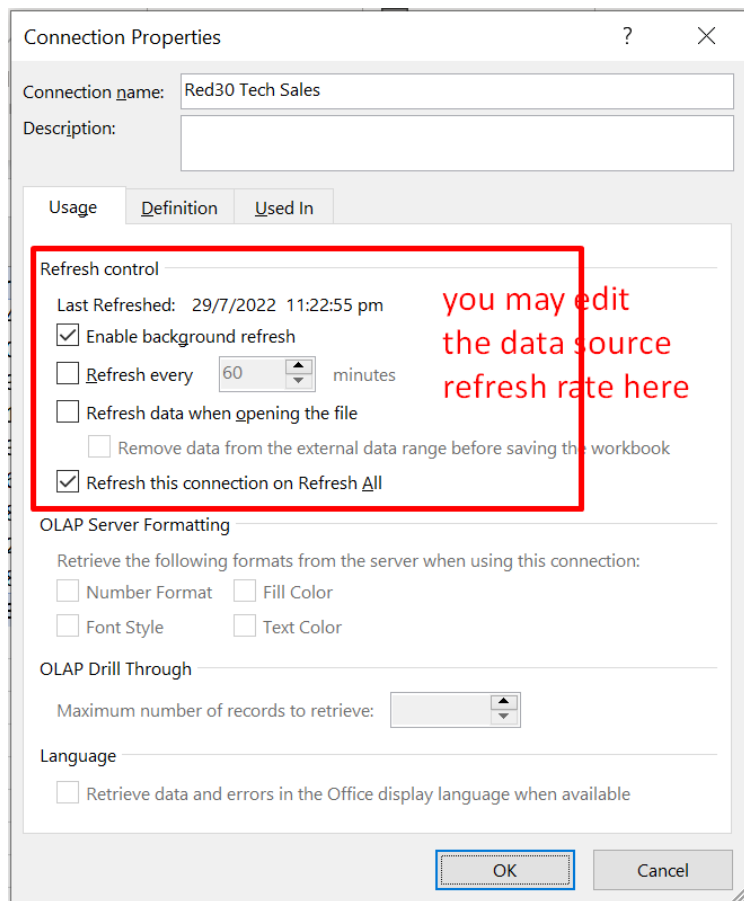 Connection Properties ?
Connection name: Red30 Tech Sales
Description:
Usage Definition Used In
Refresh control
Last Refreshed: 29/7/2022 11:22:55 pm
Enable background refresh
Refresh every 60 minutes
Refresh data when opening the file
Remove data from the external data range before saving the workbook
Refresh this connection on Refresh All
you may edit
the data source
refresh rate here
OLAP Server Formatting
Retrieve the following formats from the server when using this connection:
Number Format Fill Color
Font Style Text Color
OLAP Drill Through
Maximum number of records to retrieve:
Language
Retrieve data and errors in the Office display language when available
OK Cancel